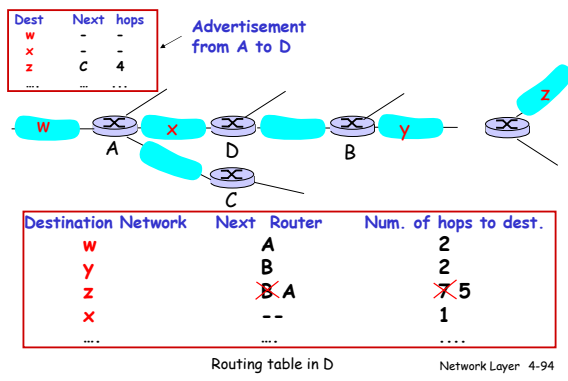 Dest Next hops
w - -
x - -
z C 4
…. … ...
Advertisement
from A to D
z
w
x
y
A
D
B
C
Destination Network Next Router Num. of hops to dest.
w A 2
y B 2
z B A 7 5
x -- 1
…. …. ....
Routing table in D
Network Layer 4-94